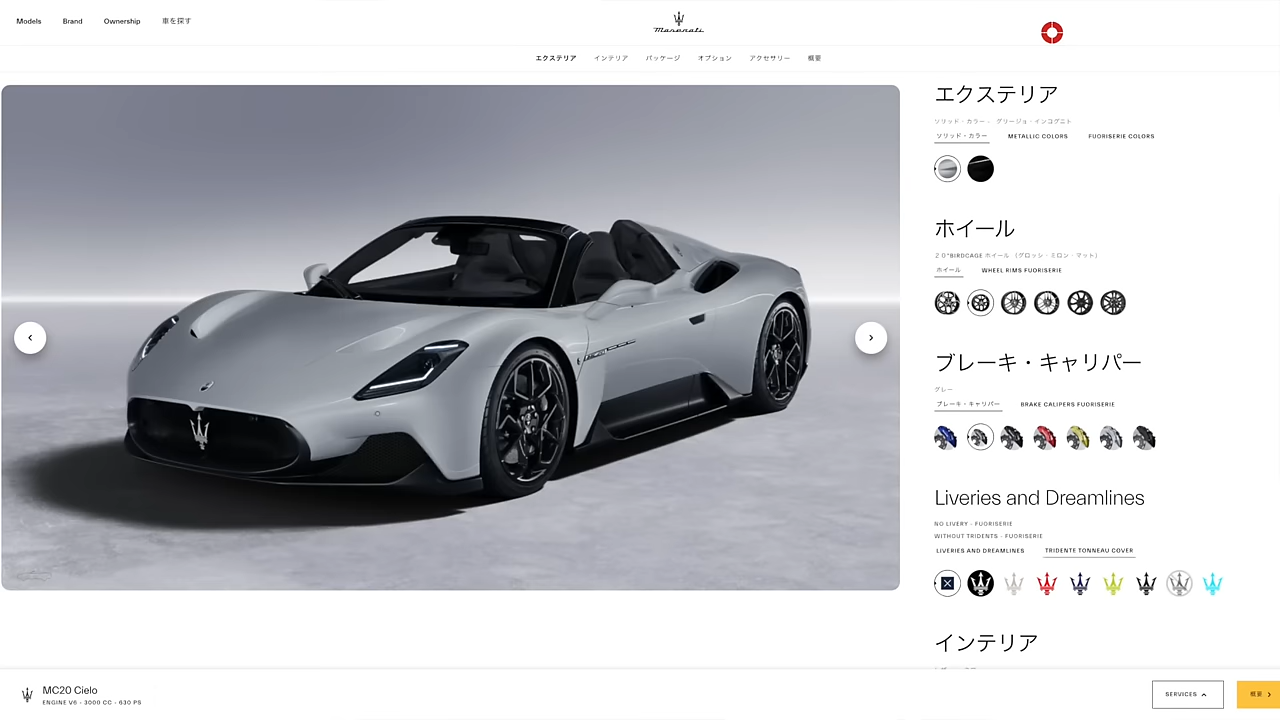 Models
Brand
Ownership
車を探す
Maserati
エクステリア
インテリア
パッケージ
オプション
アクセサリー
概要
エクステリア
ソリッド・カラー - グリージョ・インコグニト
ソリッド・カラー
METALLIC COLORS
FUORISERIE COLORS
ホイール
20"BIRDCAGE ホイール (グロッシ・ミロン・マット)
ホイール
WHEEL RIMS FUORISERIE
ブレーキ・キャリパー
グレー
ブレーキ・キャリパー
BRAKE CALIPERS FUORISERIE
Liveries and Dreamlines
NO LIVERY - FUORISERIE
WITHOUT TRIDENTS - FUORISERIE
LIVERIES AND DREAMLINES
TRIDENTE TONNEAU COVER
インテリア
MC20 Cielo
ENGINE V6 - 3000 CC - 630 PS
SERVICES
概要